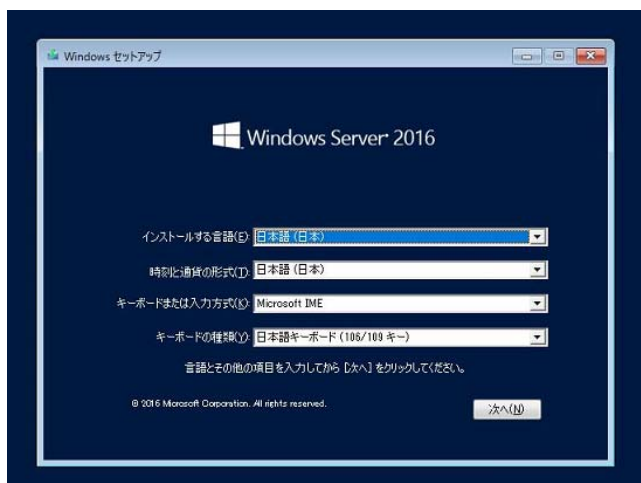 Windows セットアップ
Windows Server 2016
インストールする言語(E): 日本語 (日本)
時刻と通貨の形式(T): 日本語 (日本)
キーボードまたは入力方式(K): Microsoft IME
キーボードの種類(Y): 日本語キーボード (106/109 キー)
言語とその他の項目を入力してから [次へ] をクリックしてください。
© 2016 Microsoft Corporation. All rights reserved.
次へ(N)